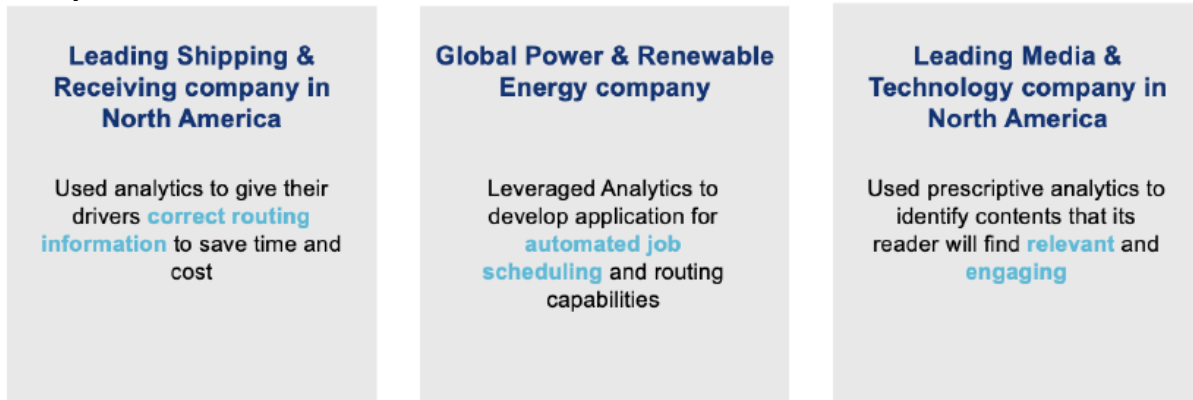 Leading Shipping &
Receiving company in
North America
Used analytics to give their
drivers correct routing
information to save time and
cost
Global Power & Renewable
Energy company
Leveraged Analytics to
develop application for
automated job
scheduling and routing
capabilities
Leading Media &
Technology company in
North America
Used prescriptive analytics to
identify contents that its
reader will find relevant and
engaging